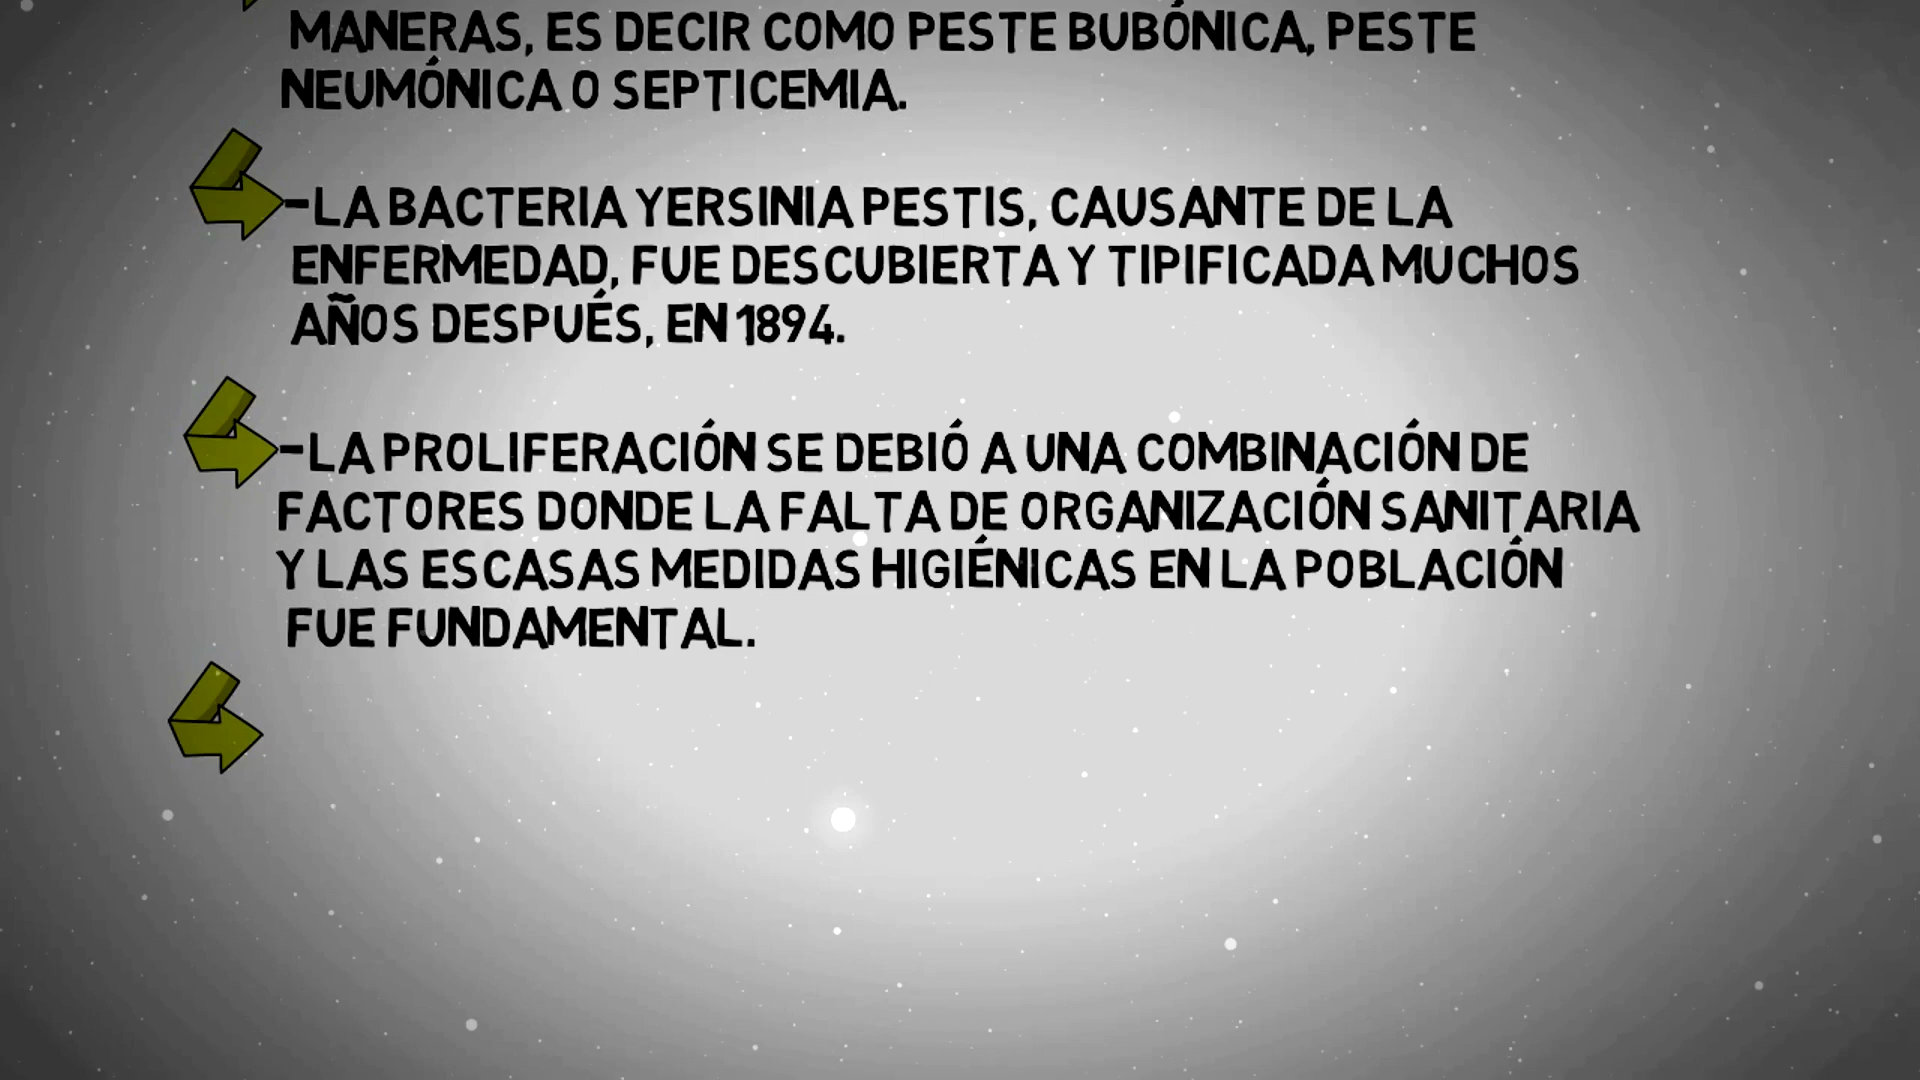 MANERAS, ES DECIR COMO PESTE BUBÓNICA, PESTE
NEUMÓNICA O SEPTICEMIA.
-LA BACTERIA YERSINIA PESTIS, CAUSANTE DE LA
ENFERMEDAD, FUE DESCUBIERTA Y TIPIFICADA MUCHOS
AÑOS DESPUÉS, EN 1894.
-LA PROLIFERACIÓN SE DEBIÓ A UNA COMBINACIÓN DE
FACTORES DONDE LA FALTA DE ORGANIZACIÓN SANITARIA
Y LAS ESCASAS MEDIDAS HIGIÉNICAS EN LA POBLACIÓN
FUE FUNDAMENTAL.